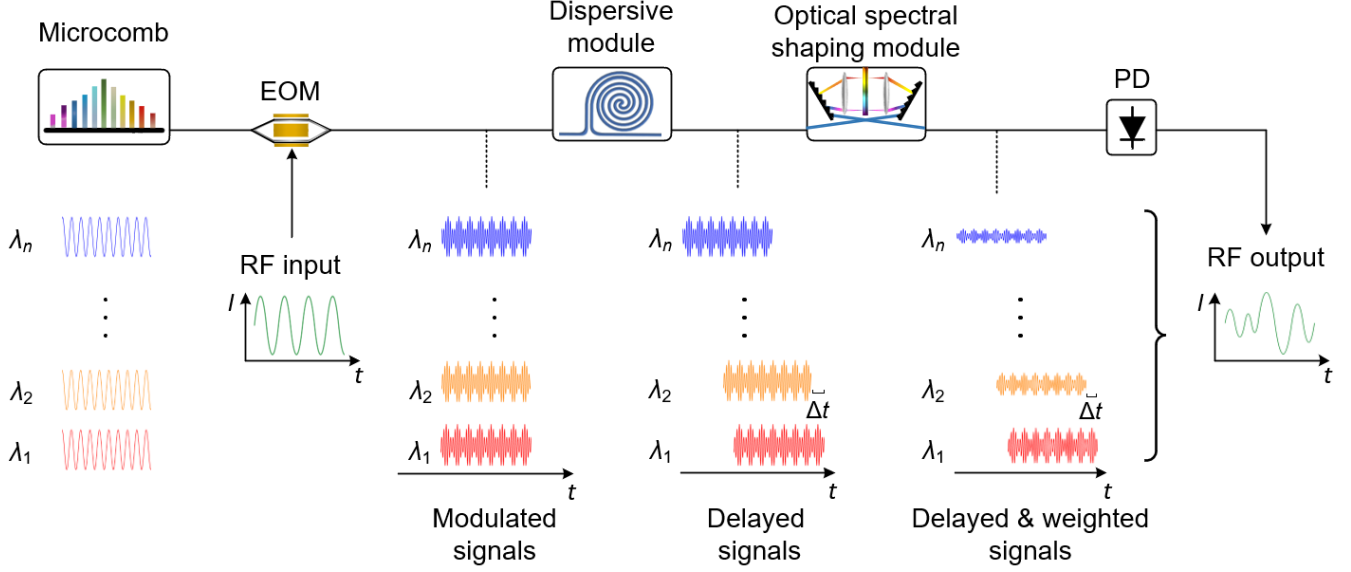 Microcomb
EOM
Dispersive
module
Optical spectral
shaping module
PD
λn
λ2
λ1
RF input
I
t
λn
λ2
λ1
t
Modulated
signals
λn
λ2
Δt
λ1
t
Delayed
signals
λn
λ2
Δt
λ1
t
Delayed & weighted
signals
RF output
I
t